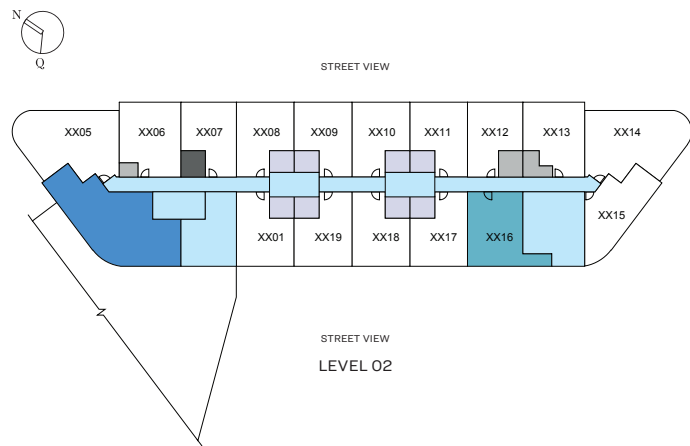 N
Q
STREET VIEW
XX05 XX06 XX07 XX08 XX09 XX10 XX11 XX12 XX13 XX14
XX15
XX01 XX19 XX18 XX17 XX16
STREET VIEW
LEVEL 02